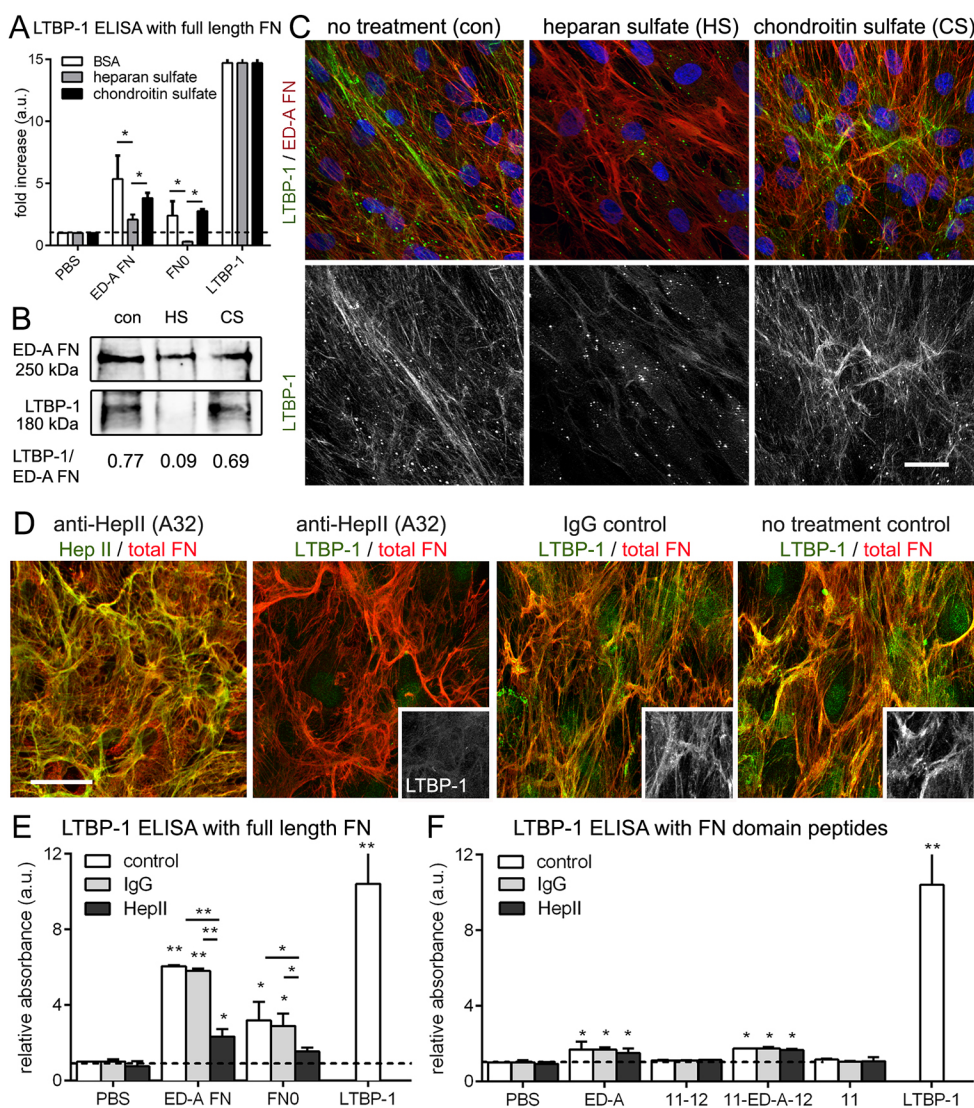 A LTBP-1 ELISA with full length FN
fold increase (a.u.)
15
10
5
0
BSA
heparan sulfate
chondroitin sulfate
* * * *
PBS ED-A FN FN0 LTBP-1
B
con HS CS
ED-A FN
250 kDa
LTBP-1
180 kDa
LTBP-1/
ED-A FN
0.77 0.09 0.69
C no treatment (con) heparan sulfate (HS) chondroitin sulfate (CS)
LTBP-1 / ED-A FN
LTBP-1
D
anti-HepII (A32) anti-HepII (A32) IgG control no treatment control
Hep II / total FN LTBP-1 / total FN LTBP-1 / total FN LTBP-1 / total FN
LTBP-1
E LTBP-1 ELISA with full length FN
relative absorbance (a.u.)
12
8
4
0
control
IgG
HepII
** ** * ** ** * * * * **
PBS ED-A FN FN0 LTBP-1
F LTBP-1 ELISA with FN domain peptides
relative absorbance (a.u.)
12
8
4
0
control
IgG
HepII
* * * * * * **
PBS ED-A 11-12 11-ED-A-12 11 LTBP-1